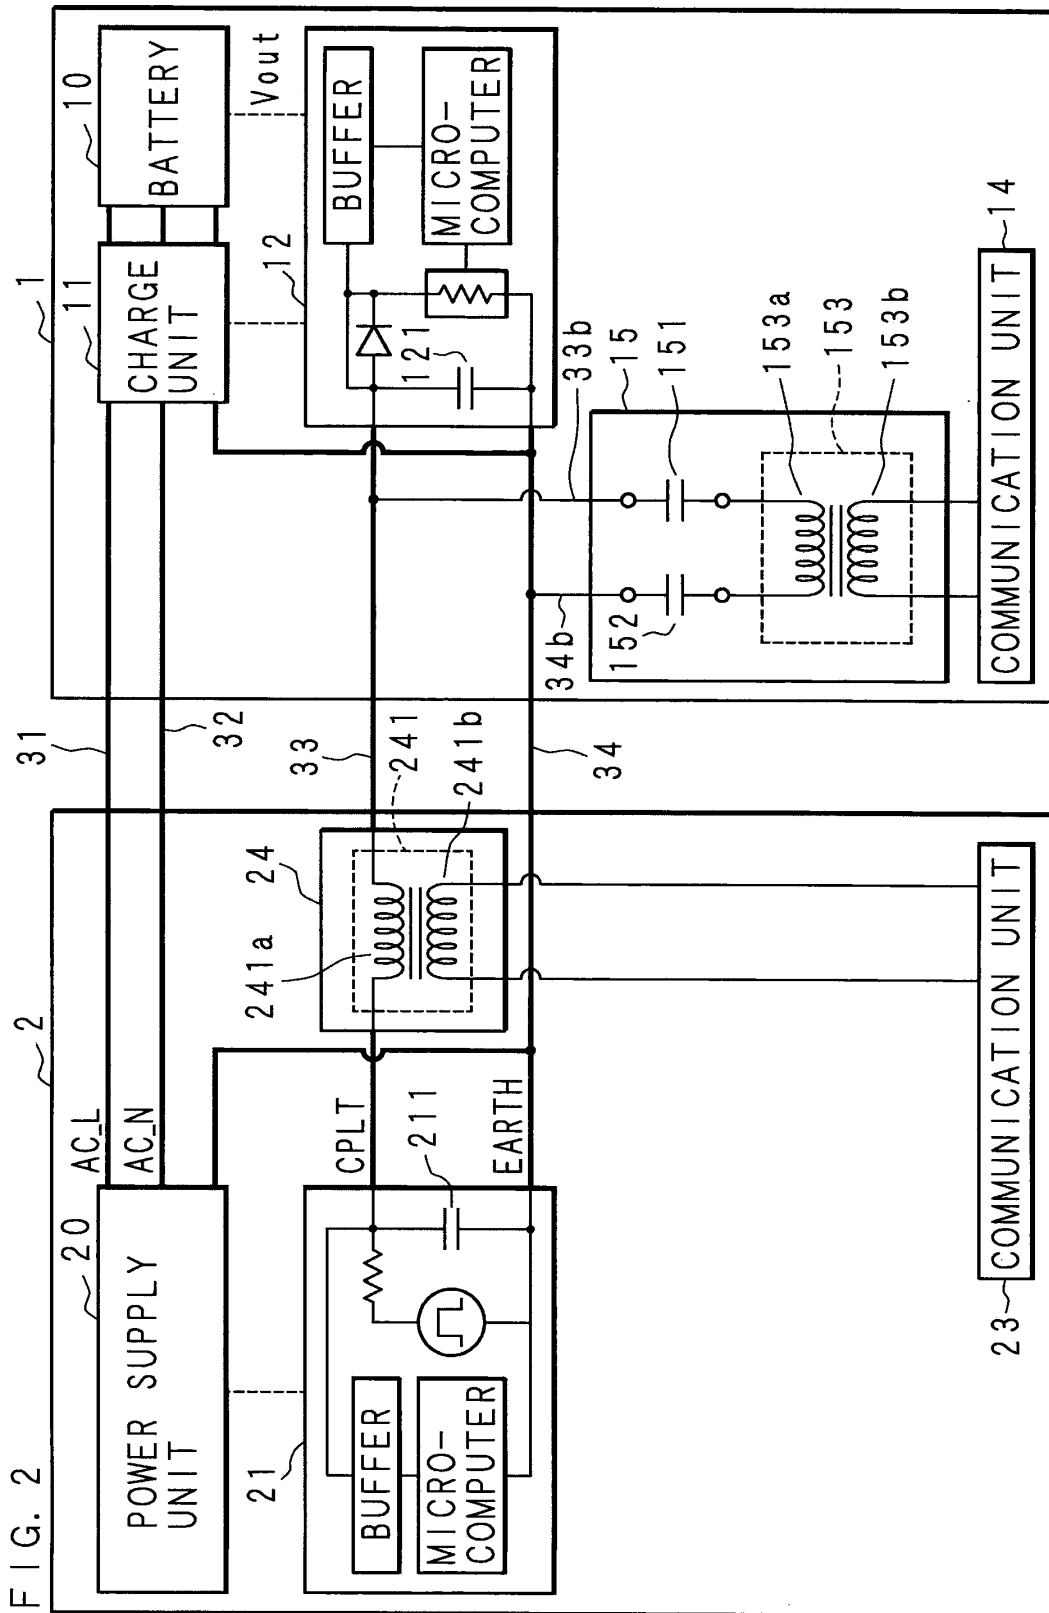 FIG. 2
2
1
20
POWER SUPPLY
UNIT
AC_L
AC_N
31
32
11
CHARGE
UNIT
10
BATTERY
Vout
21
BUFFER
MICRO-
COMPUTER
CPLT
211
EARTH
24
241a
241
241b
33
34
12
121
BUFFER
MICRO-
COMPUTER
33b
34b
15
151
152
153a
153
153b
23
COMMUNICATION UNIT
14
COMMUNICATION UNIT